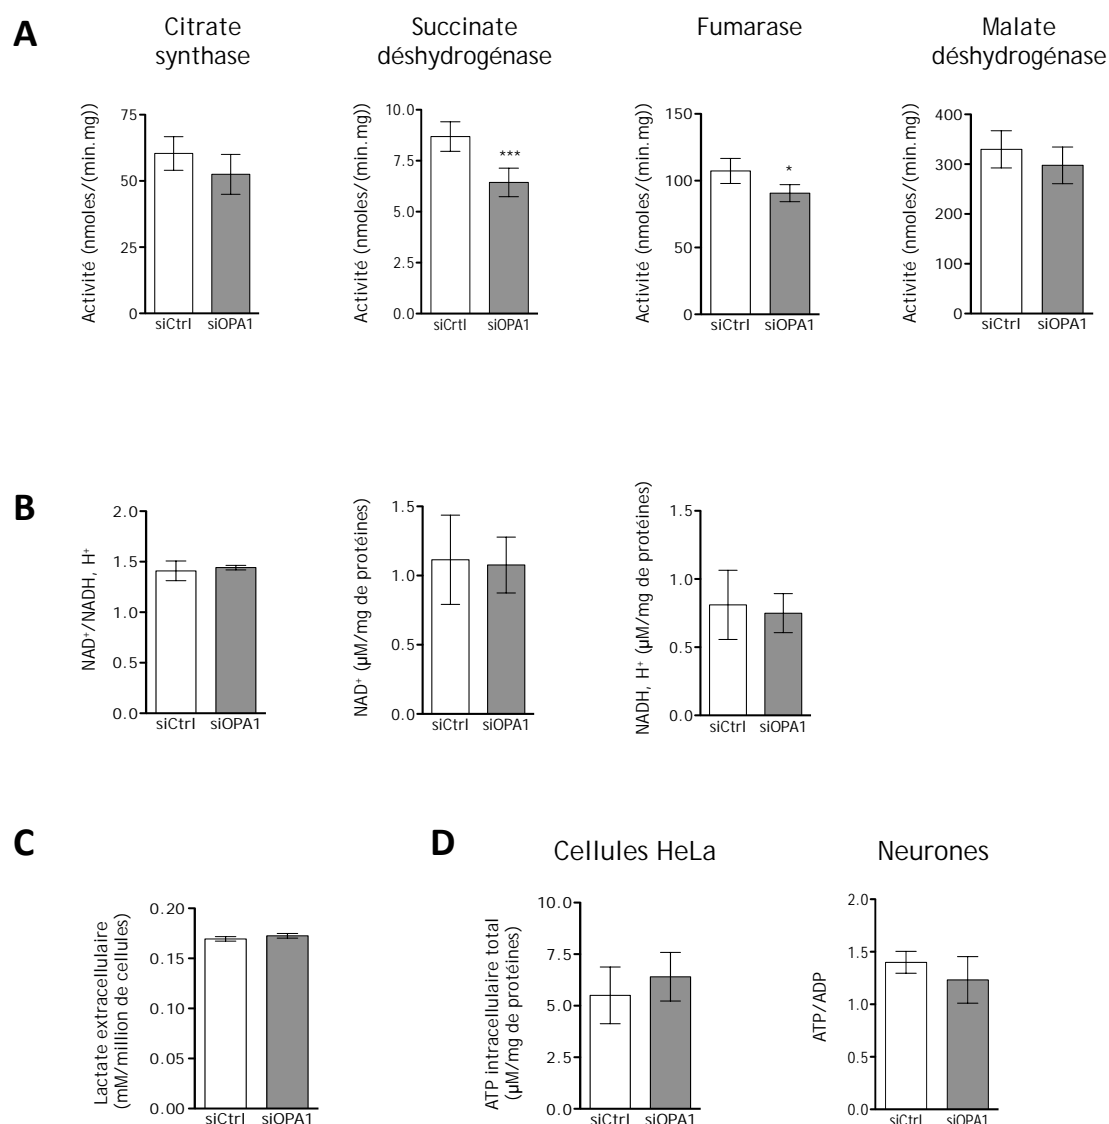 A
Citrate
synthase
Activité (nmoles/(min.mg))
75
50
25
0
siCtrl siOPA1
Succinate
déshydrogénase
Activité (nmoles/(min.mg))
10.0
7.5
5.0
2.5
0.0
***
siCrtl siOPA1
Fumarase
Activité (nmoles/(min.mg))
150
100
50
0
*
siCtrl siOPA1
Malate
déshydrogénase
Activité (nmoles/(min.mg))
400
300
200
100
0
siCtrl siOPA1
B
NAD⁺/NADH, H⁺
2.0
1.5
1.0
0.5
0.0
siCtrl siOPA1
NAD⁺ (µM/mg de protéines)
1.5
1.0
0.5
0.0
siCtrl siOPA1
NADH, H⁺ (µM/mg de protéines)
1.5
1.0
0.5
0.0
siCtrl siOPA1
C
Lactate extracellulaire
(mM/million de cellules)
0.20
0.15
0.10
0.05
0.00
siCtrl siOPA1
D
Cellules HeLa
ATP intracellulaire total
(µM/mg de protéines)
10.0
7.5
5.0
2.5
0.0
siCtrl siOPA1
Neurones
ATP/ADP
2.0
1.5
1.0
0.5
0.0
siCtrl siOPA1